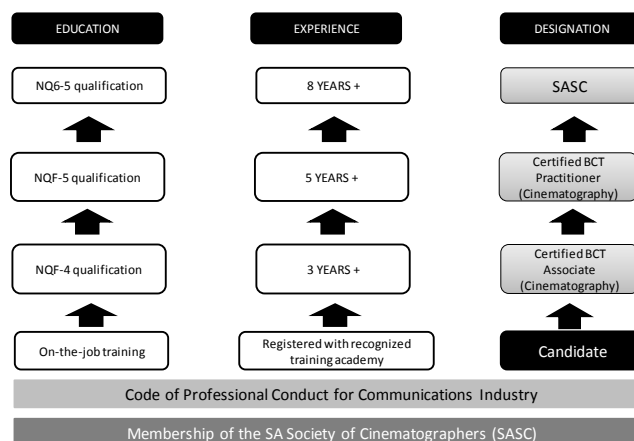 EDUCATION
EXPERIENCE
DESIGNATION
NQ6-5 qualification
8 YEARS +
SASC
NQF-5 qualification
5 YEARS +
Certified BCT
Practitioner
(Cinematography)
NQF-4 qualification
3 YEARS +
Certified BCT
Associate
(Cinematography)
On-the-job training
Registered with recognized
training academy
Candidate
Code of Professional Conduct for Communications Industry
Membership of the SA Society of Cinematographers (SASC)